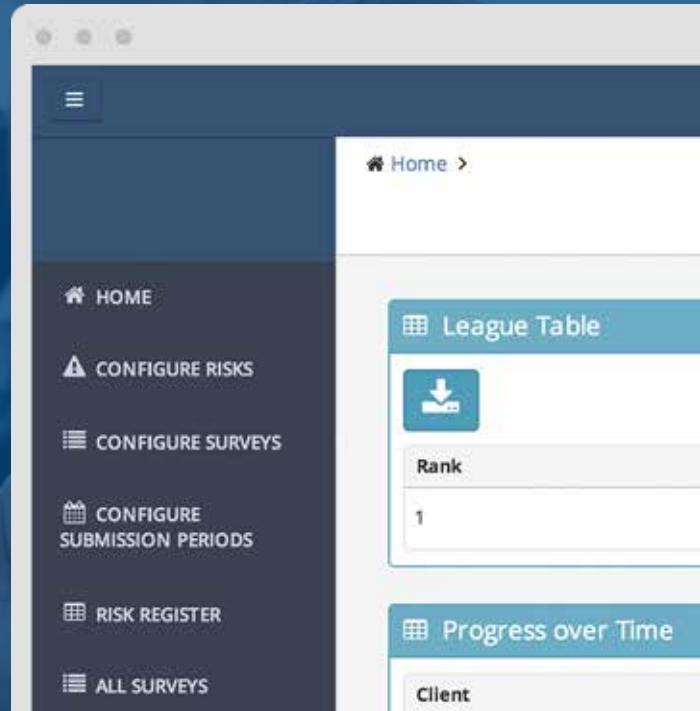 Home >
HOME
CONFIGURE RISKS
CONFIGURE SURVEYS
CONFIGURE
SUBMISSION PERIODS
RISK REGISTER
ALL SURVEYS
League Table
Rank
1
Progress over Time
Client